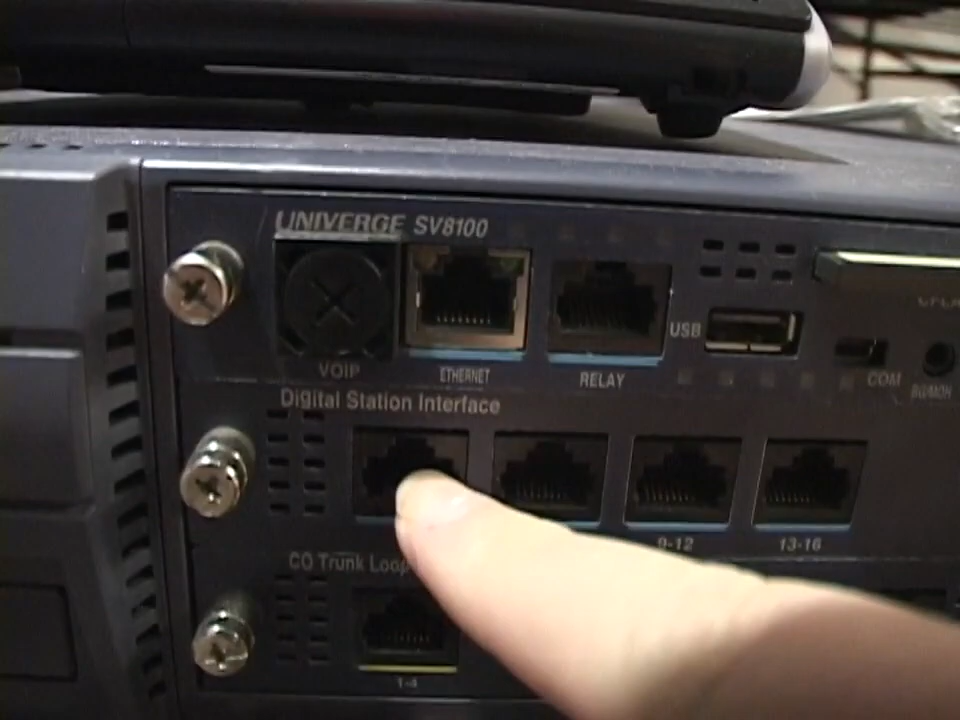 UNIVERGE SV8100
USB
VOIP
ETHERNET
RELAY
COM
Digital Station Interface
9-12
13-16
CO Trunk Loop
1-4